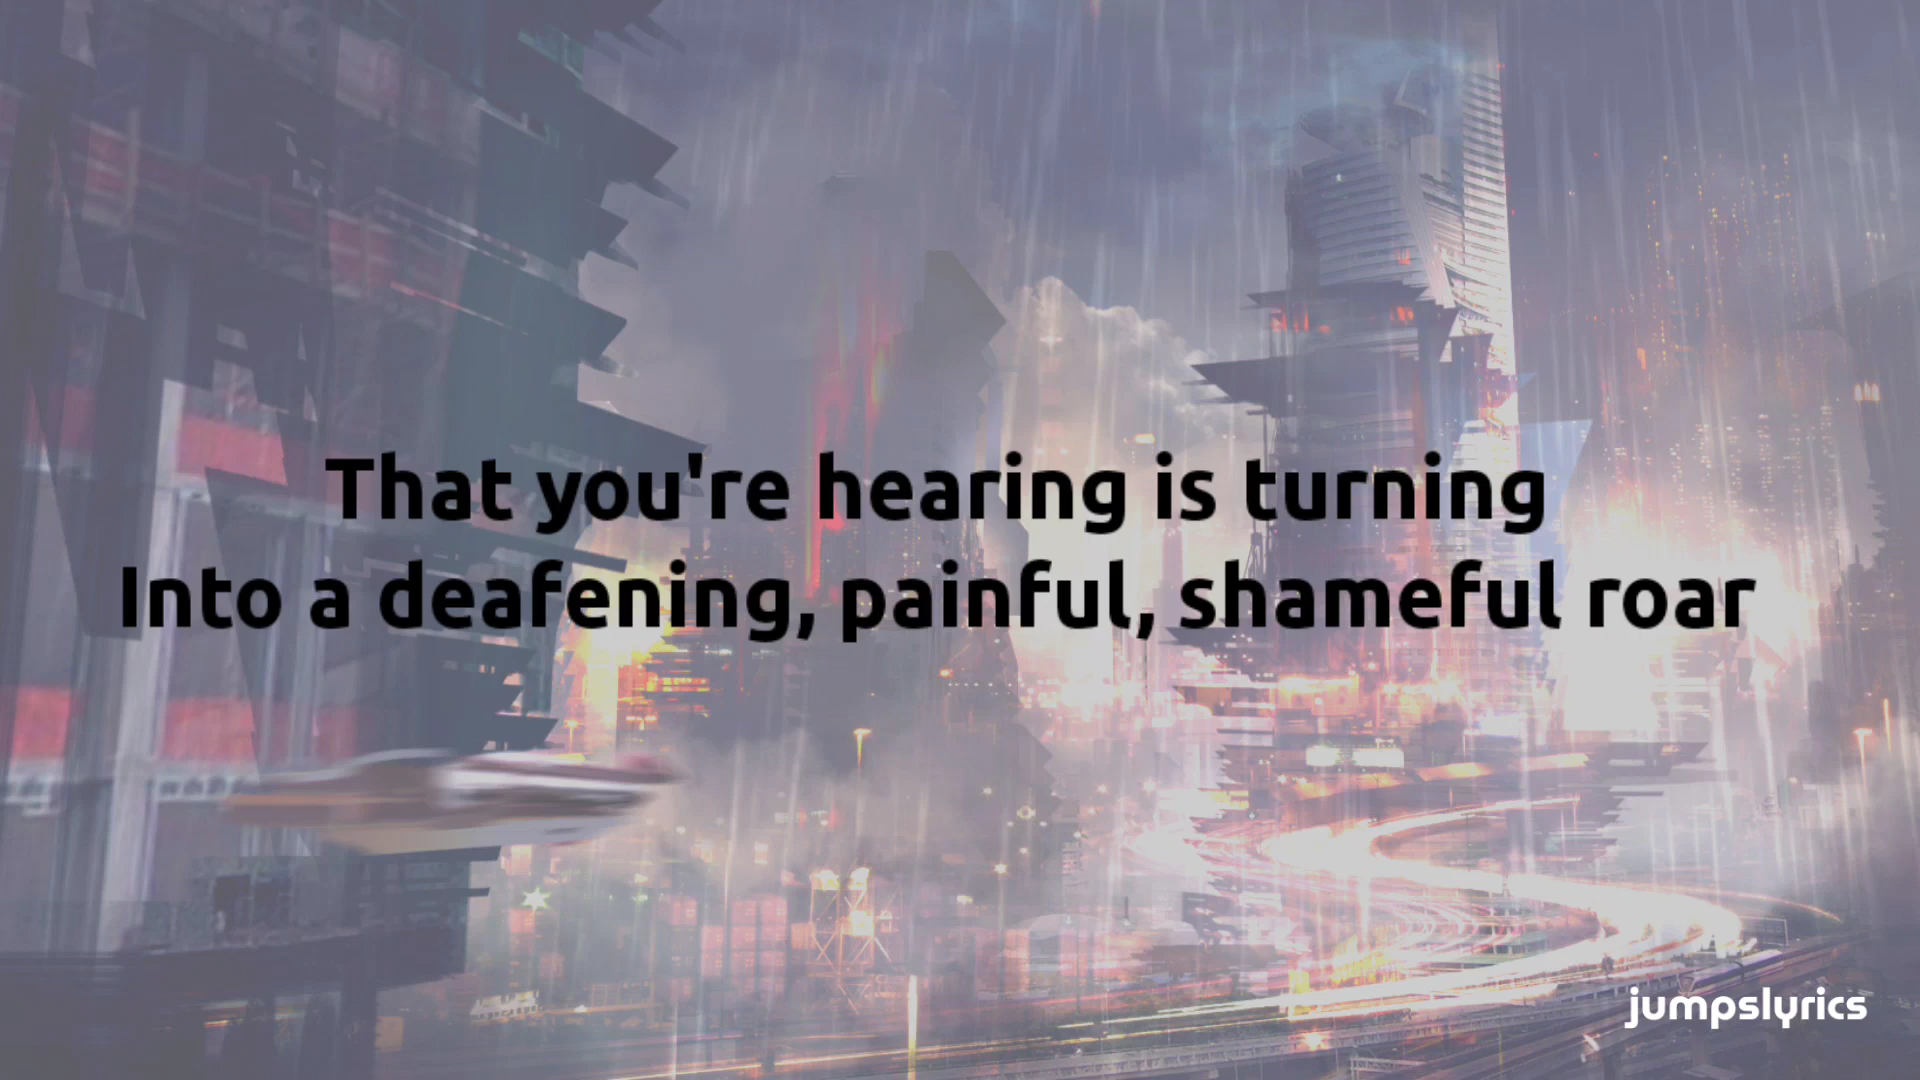 That you're hearing is turning
Into a deafening, painful, shameful roar
jumpslyrics